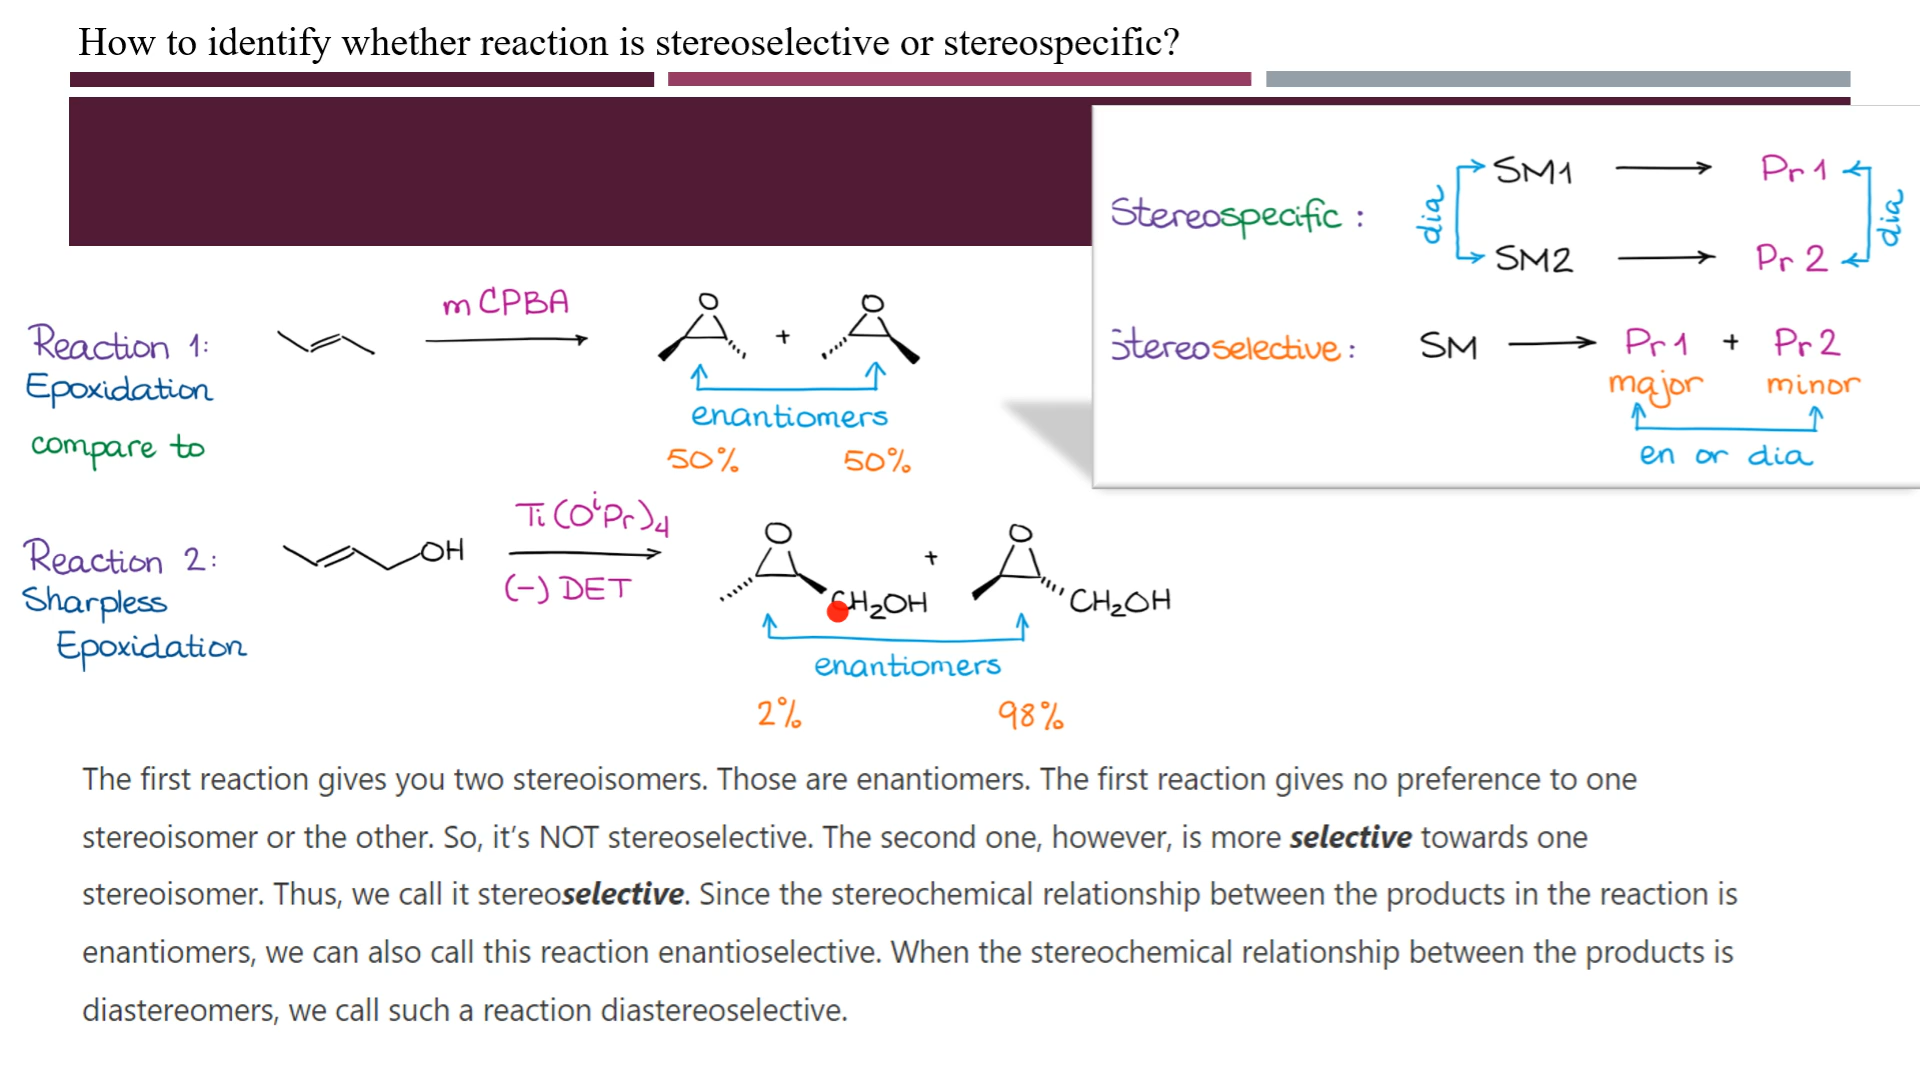 How to identify whether reaction is stereoselective or stereospecific?
Stereospecific :
dia
SM1 → Pr 1
SM2 → Pr 2
dia
Stereoselective :
SM → Pr 1 + Pr 2
major minor
en or dia
Reaction 1:
Epoxidation
compare to
mCPBA
O + O
enantiomers
50% 50%
Reaction 2:
Sharpless
Epoxidation
OH
Ti(OⁱPr)₄
(-) DET
O + O
CH₂OH CH₂OH
enantiomers
2% 98%
The first reaction gives you two stereoisomers. Those are enantiomers. The first reaction gives no preference to one
stereoisomer or the other. So, it’s NOT stereoselective. The second one, however, is more selective towards one
stereoisomer. Thus, we call it stereoselective. Since the stereochemical relationship between the products in the reaction is
enantiomers, we can also call this reaction enantioselective. When the stereochemical relationship between the products is
diastereomers, we call such a reaction diastereoselective.